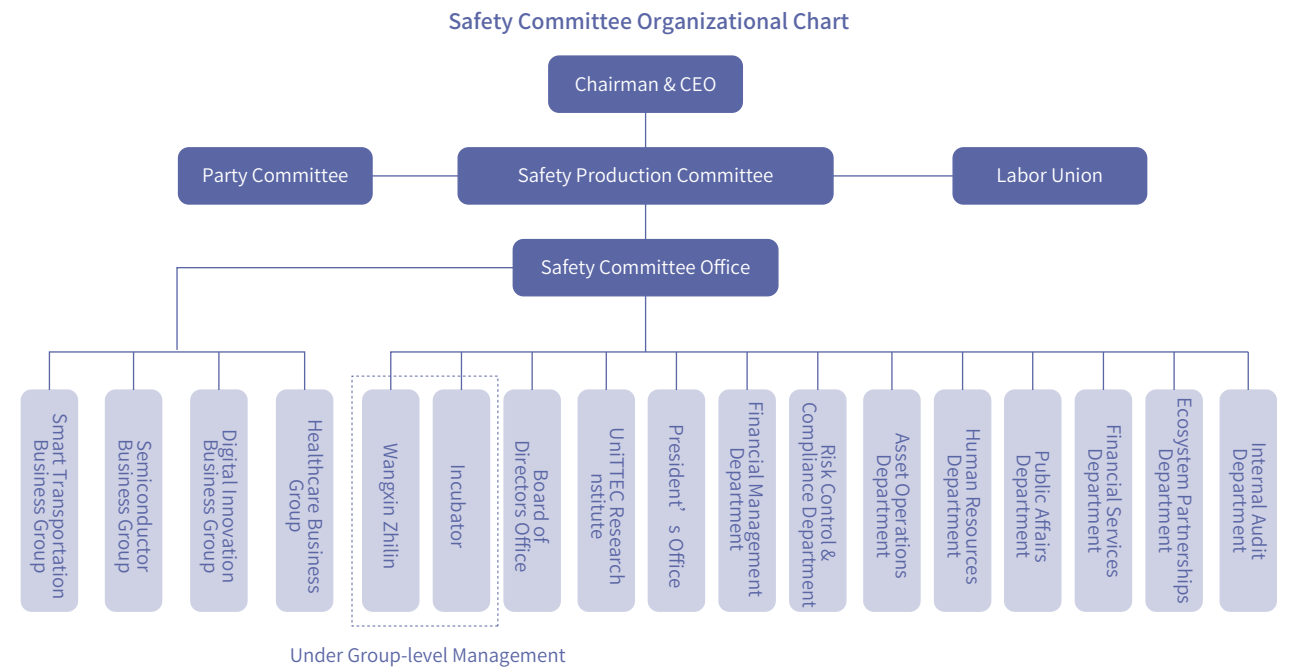 Safety Committee Organizational Chart
Chairman & CEO
Party Committee
Safety Production Committee
Labor Union
Safety Committee Office
Smart Transportation
Business Group
Semiconductor
Business Group
Digital Innovation
Business Group
Healthcare Business
Group
Wangxin Zhilin
Incubator
Board of
Directors Office
UniTTEC Research
nstitute
President’s Office
Financial Management
Department
Risk Control &
Compliance Department
Asset Operations
Department
Human Resources
Department
Public Affairs
Department
Financial Services
Department
Ecosystem Partnerships
Department
Internal Audit
Department
Under Group-level Management